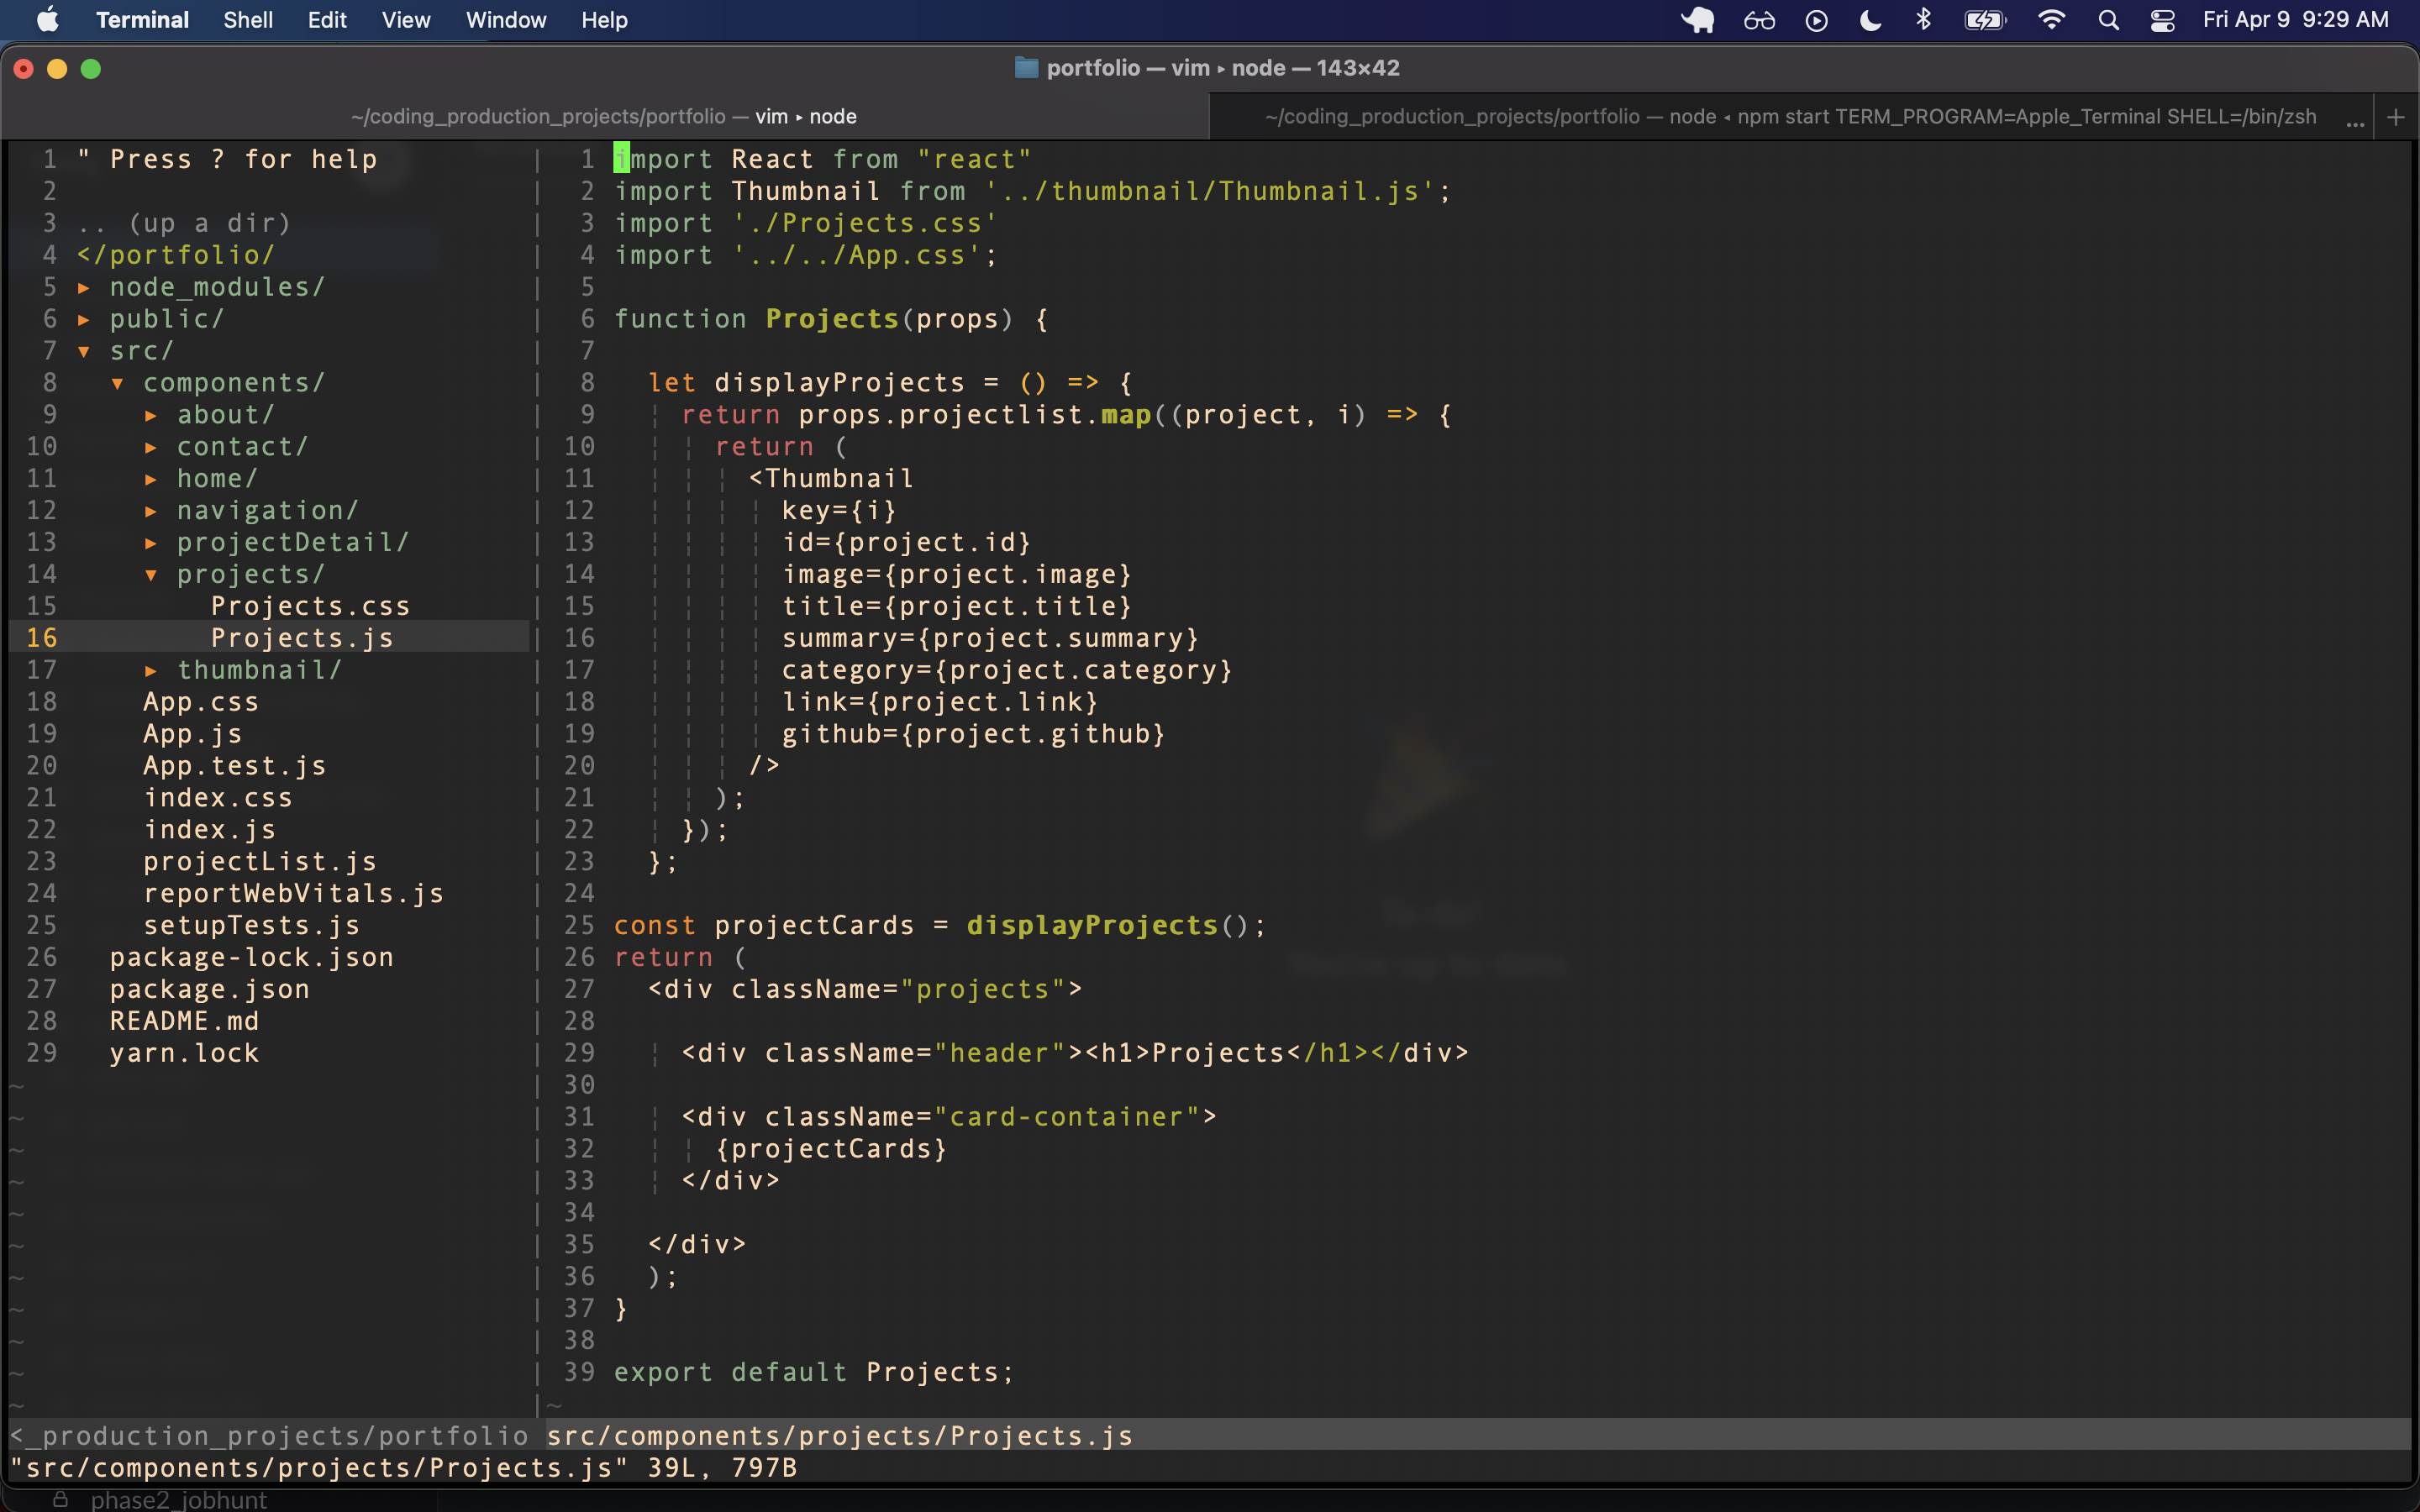 Terminal Shell Edit View Window Help Fri Apr 9 9:29 AM
portfolio — vim ▸ node — 143×42
~/coding_production_projects/portfolio — vim ▸ node
~/coding_production_projects/portfolio — node ◂ npm start TERM_PROGRAM=Apple_Terminal SHELL=/bin/zsh ... +
1 " Press ? for help
2
3 .. (up a dir)
4 </portfolio/
5 ▸ node_modules/
6 ▸ public/
7 ▾ src/
8 ▾ components/
9 ▸ about/
10 ▸ contact/
11 ▸ home/
12 ▸ navigation/
13 ▸ projectDetail/
14 ▾ projects/
15 Projects.css
16 Projects.js
17 ▸ thumbnail/
18 App.css
19 App.js
20 App.test.js
21 index.css
22 index.js
23 projectList.js
24 reportWebVitals.js
25 setupTests.js
26 package-lock.json
27 package.json
28 README.md
29 yarn.lock
~
~
~
~
~
~
~
~
~
~
~
1 import React from "react"
2 import Thumbnail from '../thumbnail/Thumbnail.js';
3 import './Projects.css'
4 import '../../App.css';
5
6 function Projects(props) {
7
8 let displayProjects = () => {
9 ¦ return props.projectlist.map((project, i) => {
10 ¦ ¦ return (
11 ¦ ¦ ¦ <Thumbnail
12 ¦ ¦ ¦ ¦ key={i}
13 ¦ ¦ ¦ ¦ id={project.id}
14 ¦ ¦ ¦ ¦ image={project.image}
15 ¦ ¦ ¦ ¦ title={project.title}
16 ¦ ¦ ¦ ¦ summary={project.summary}
17 ¦ ¦ ¦ ¦ category={project.category}
18 ¦ ¦ ¦ ¦ link={project.link}
19 ¦ ¦ ¦ ¦ github={project.github}
20 ¦ ¦ ¦ />
21 ¦ ¦ );
22 ¦ });
23 };
24
25 const projectCards = displayProjects();
26 return (
27 <div className="projects">
28
29 ¦ <div className="header"><h1>Projects</h1></div>
30
31 ¦ <div className="card-container">
32 ¦ ¦ {projectCards}
33 ¦ </div>
34
35 </div>
36 );
37 }
38
39 export default Projects;
~
<_production_projects/portfolio src/components/projects/Projects.js
"src/components/projects/Projects.js" 39L, 797B
phase2_jobhunt